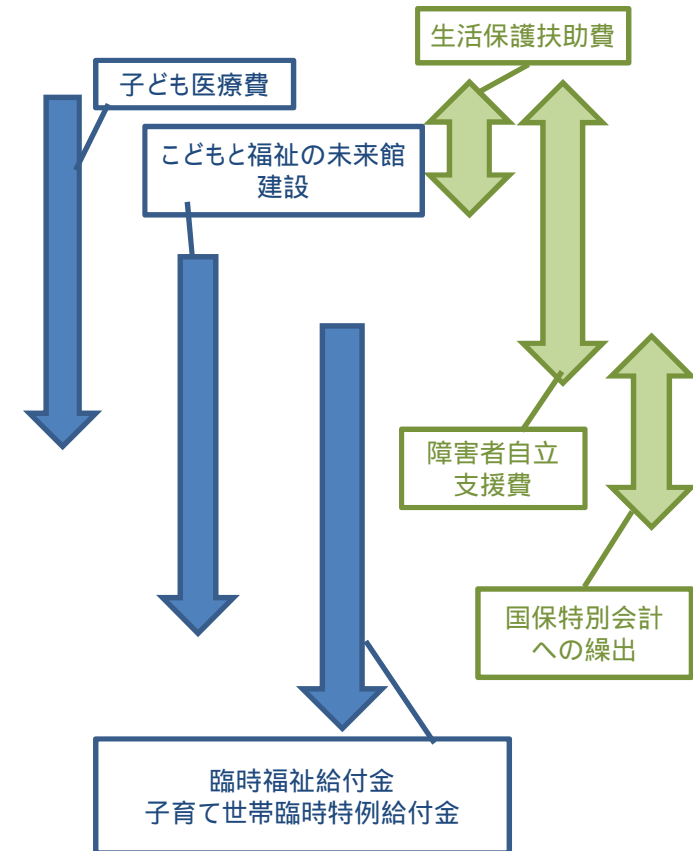 生活保護扶助費
子ども医療費
こどもと福祉の未来館
建設
障害者自立
支援費
国保特別会計
への繰出
臨時福祉給付金
子育て世帯臨時特例給付金